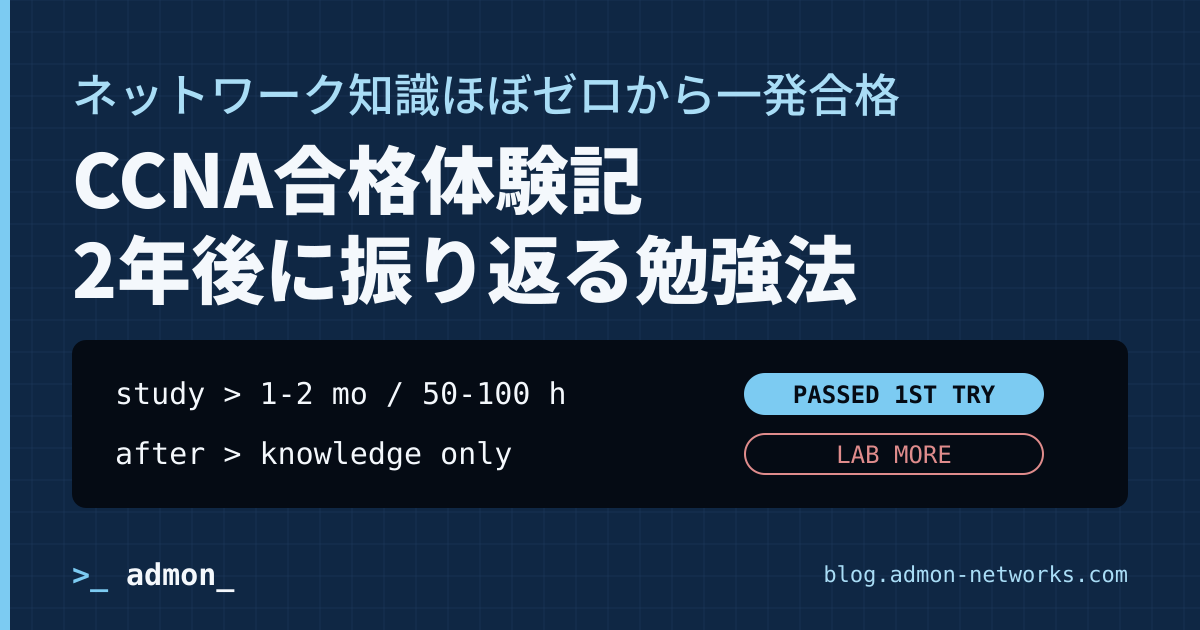 ネットワーク知識ほぼゼロから一発合格
CCNA合格体験記
2年後に振り返る勉強法
study > 1-2 mo / 50-100 h
PASSED 1ST TRY
after > knowledge only
LAB MORE
>_ admon_
blog.admon-networks.com